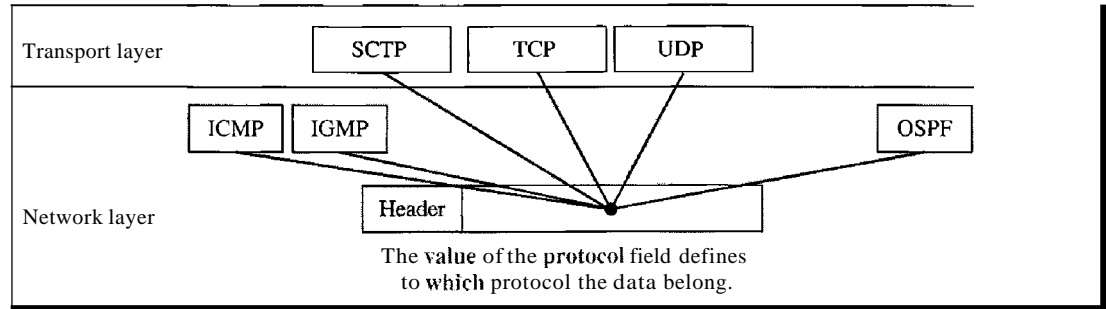 Transport layer
SCTP
TCP
UDP
ICMP
IGMP
OSPF
Network layer
Header
The value of the protocol field defines
to which protocol the data belong.